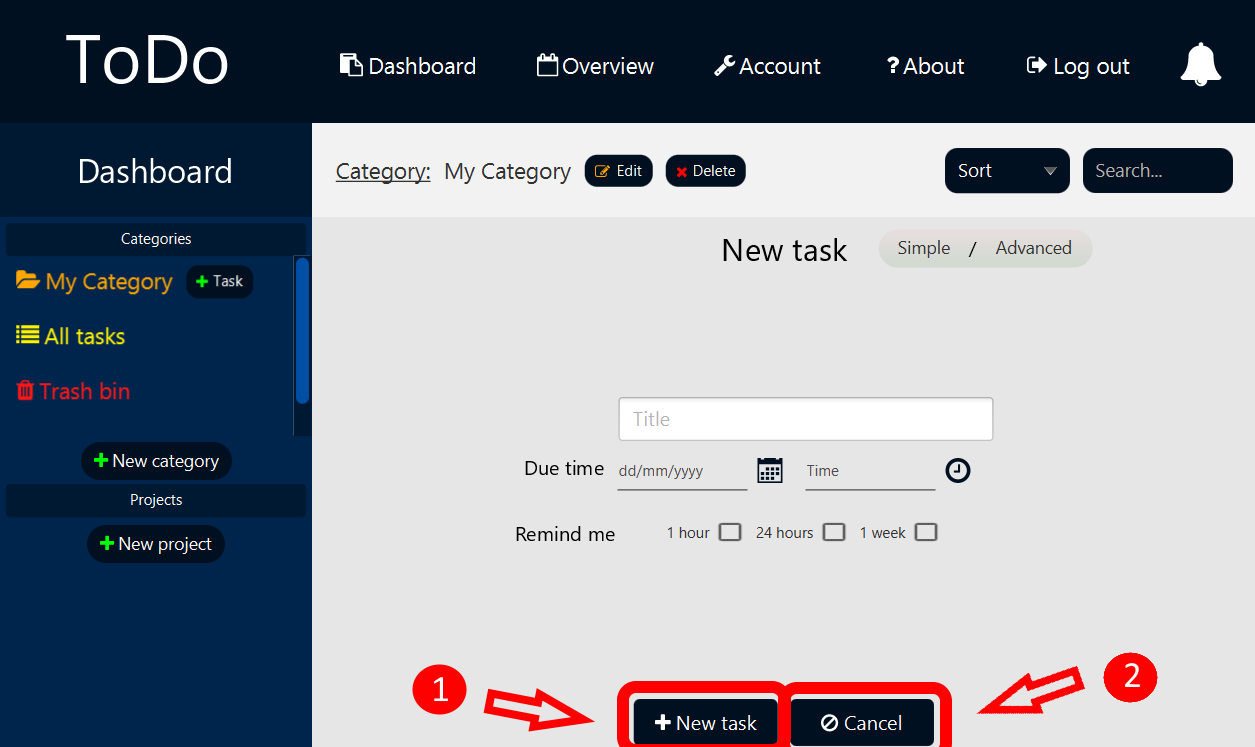 ToDo
Dashboard Overview Account ? About Log out
Dashboard
Category: My Category Edit Delete Sort Search...
Categories
New task Simple / Advanced
My Category + Task
All tasks
Trash bin
Title
+ New category
Due time dd/mm/yyyy Time
Projects
Remind me 1 hour 24 hours 1 week
+ New project
1
2
+ New task Cancel